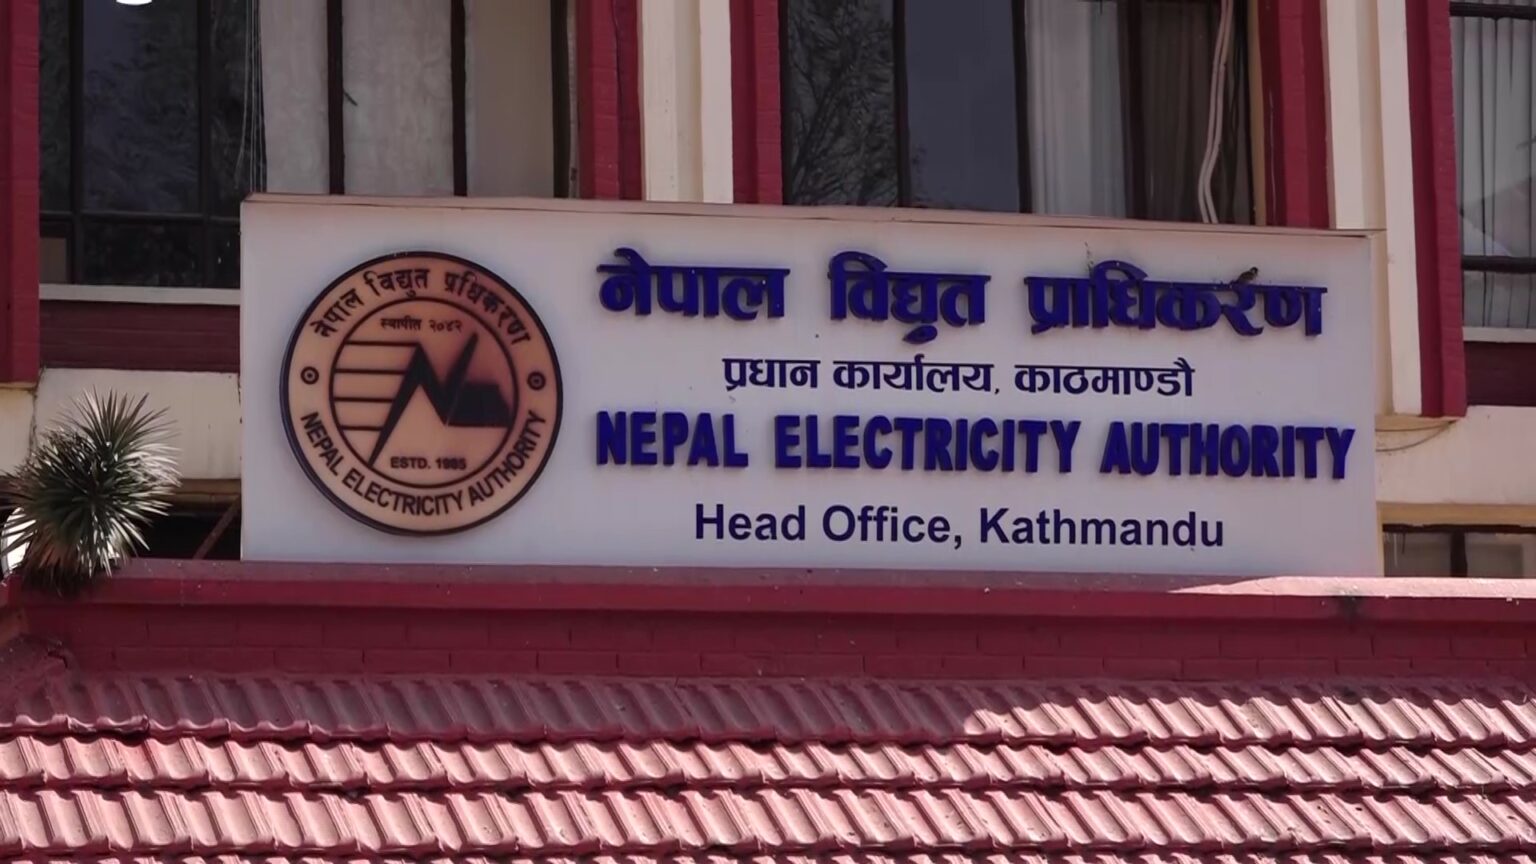 नेपाल विद्युत प्राधिकरण
स्थापीत २०४२
ESTD. 1985
NEPAL ELECTRICITY AUTHORITY
नेपाल विद्युत प्राधिकरण
प्रधान कार्यालय, काठमाण्डौ
NEPAL ELECTRICITY AUTHORITY
Head Office, Kathmandu